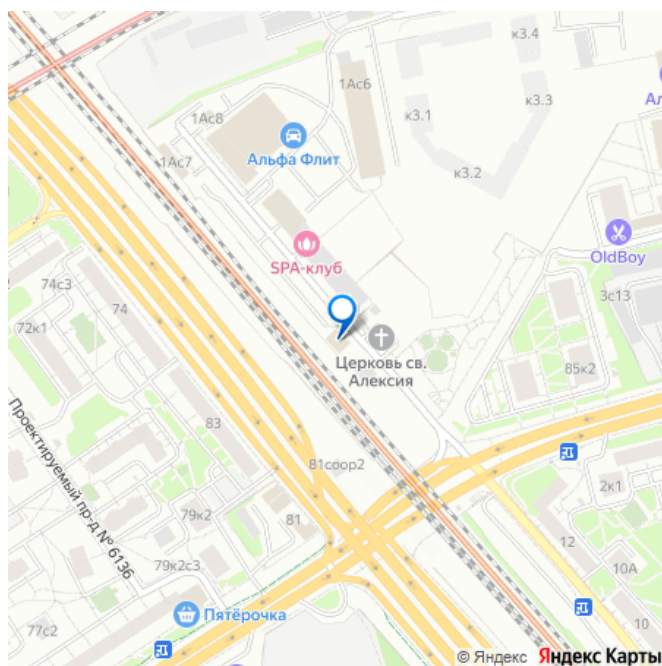 к3.4
1Ас6
к3.3
Ал
1Ас8
к3.1
Альфа Флит
1Ас7
к3.2
OldBoy
SPA-клуб
74с3
3с13
74
72к1
Церковь св.
Алексия
85к2
83
Проектируемый пр-д № 6136
81соор2
2к1
79к2
81
12
79к2с3
10А
Пятёрочка
10
77с2
© Яндекс Яндекс Карты